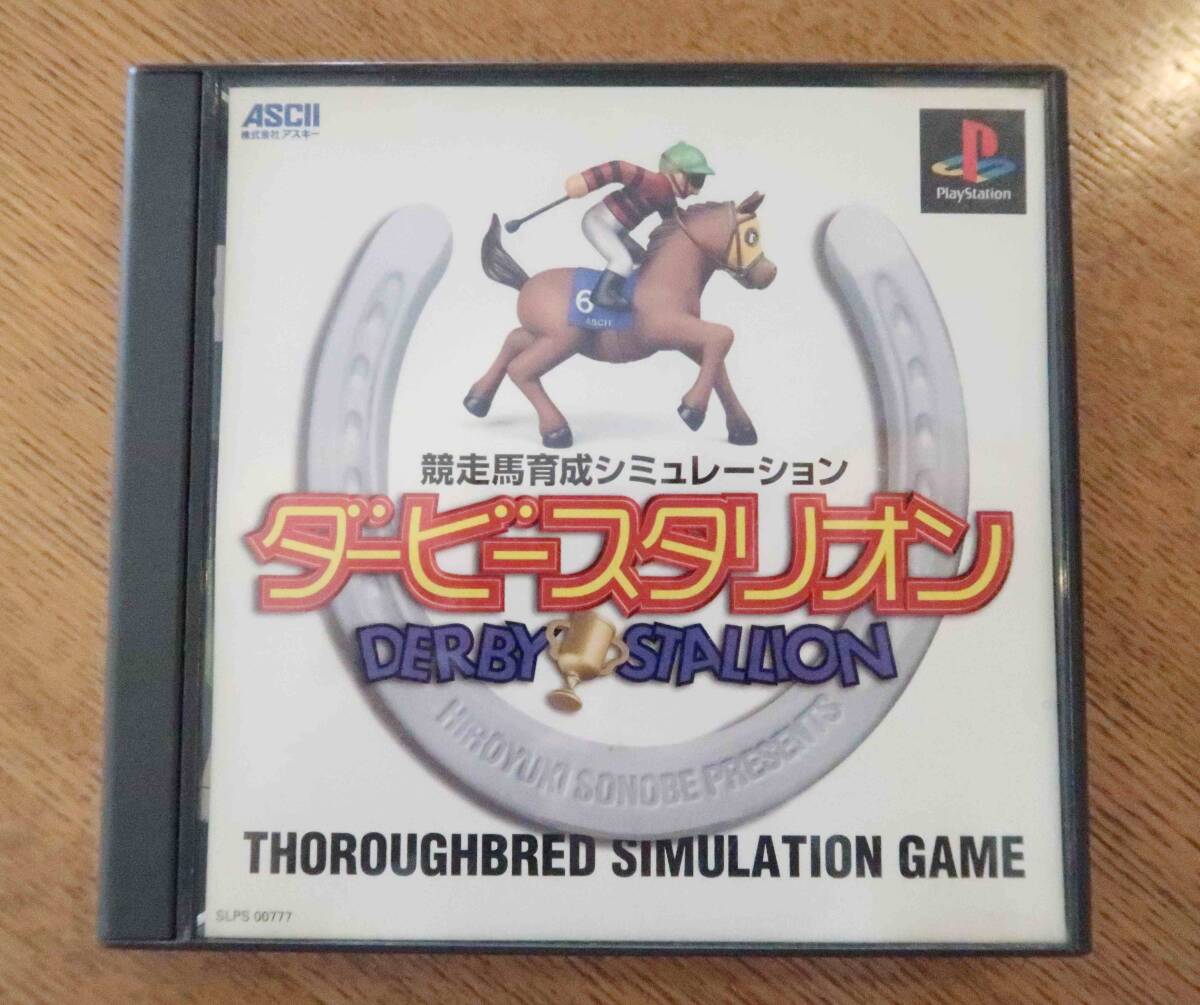 ASCII
株式会社アスキー
PlayStation
6
ASCII
競走馬育成シミュレーション
ダービースタリオン
DERBY STALLION
HIROYUKI SONOBE PRESENTS
THOROUGHBRED SIMULATION GAME
SLPS 00777